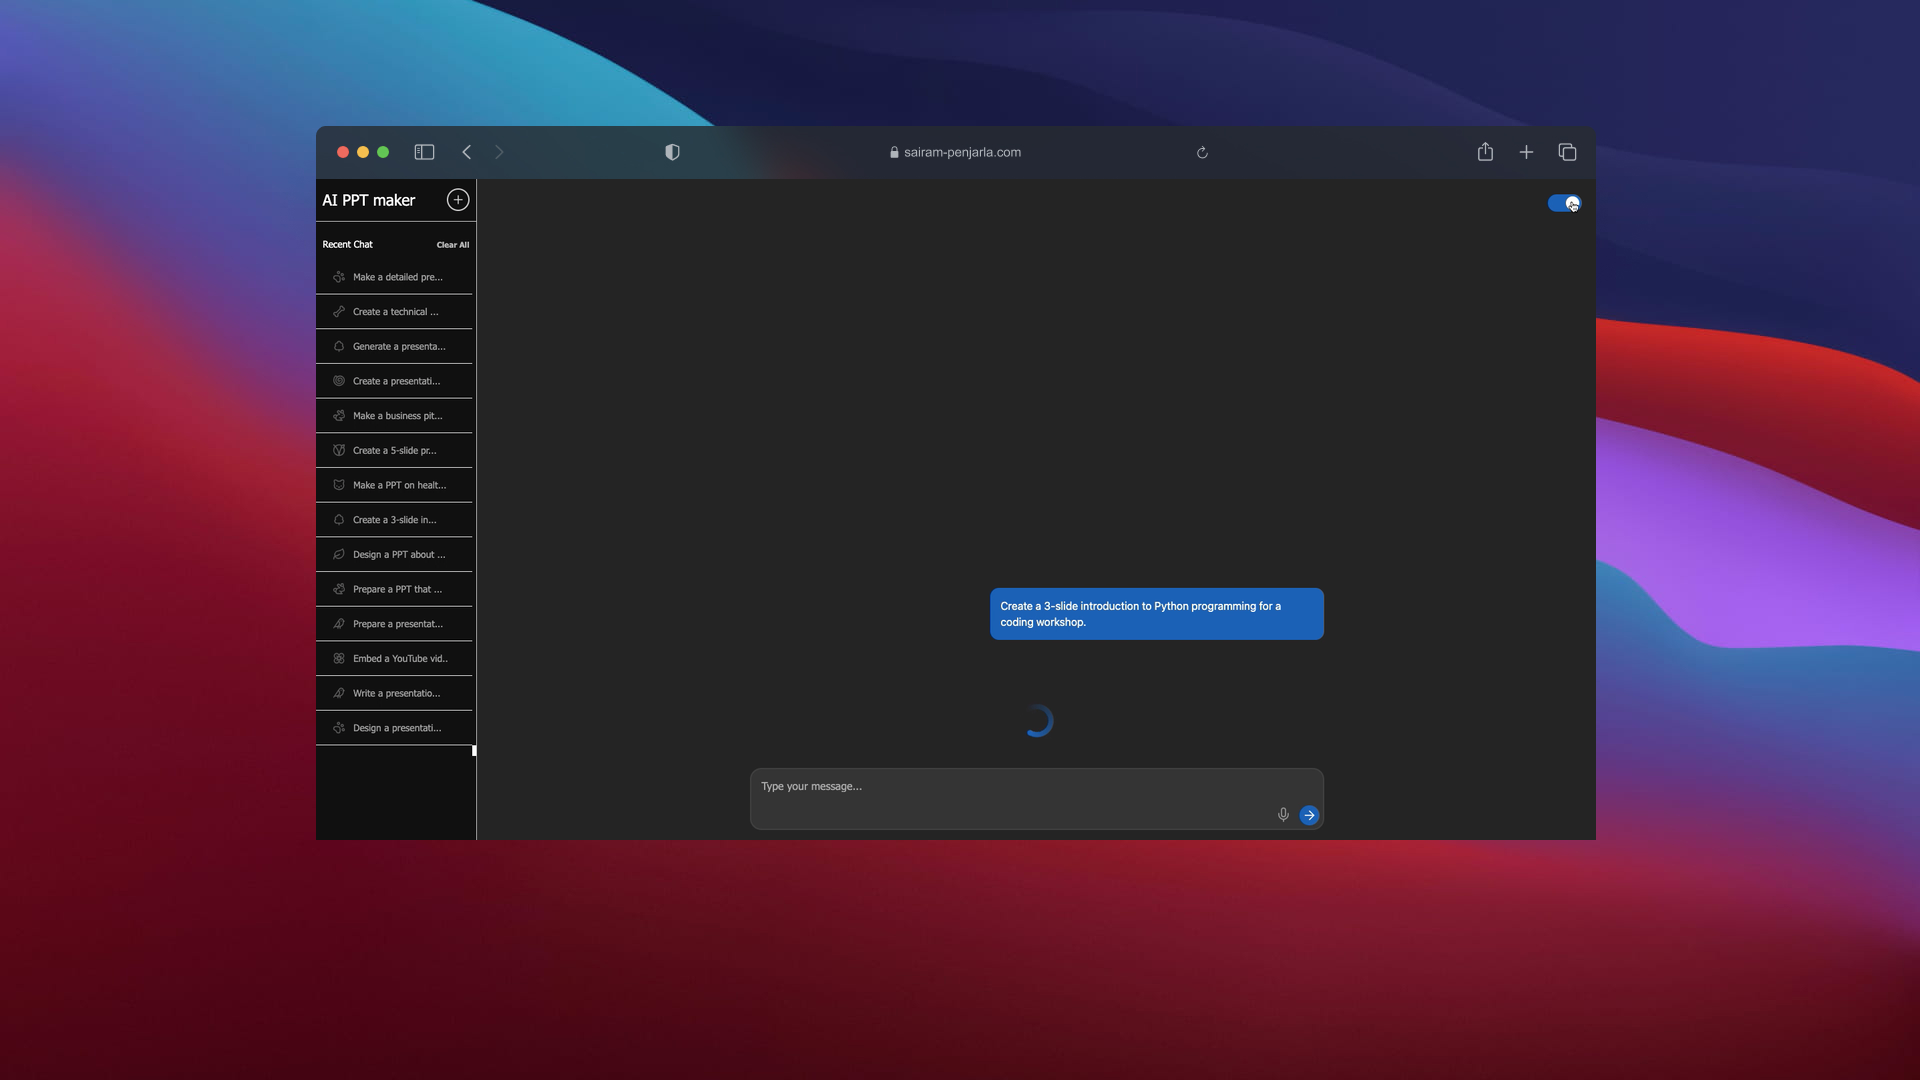 sairam-penjarla.com
AI PPT maker
Recent Chat
Clear All
Make a detailed pre...
Create a technical ...
Generate a presenta...
Create a presentati...
Make a business pit...
Create a 5-slide pr...
Make a PPT on healt...
Create a 3-slide in...
Design a PPT about ...
Prepare a PPT that ...
Prepare a presentat...
Embed a YouTube vid..
Write a presentatio...
Design a presentati...
Create a 3-slide introduction to Python programming for a
coding workshop.
Type your message...